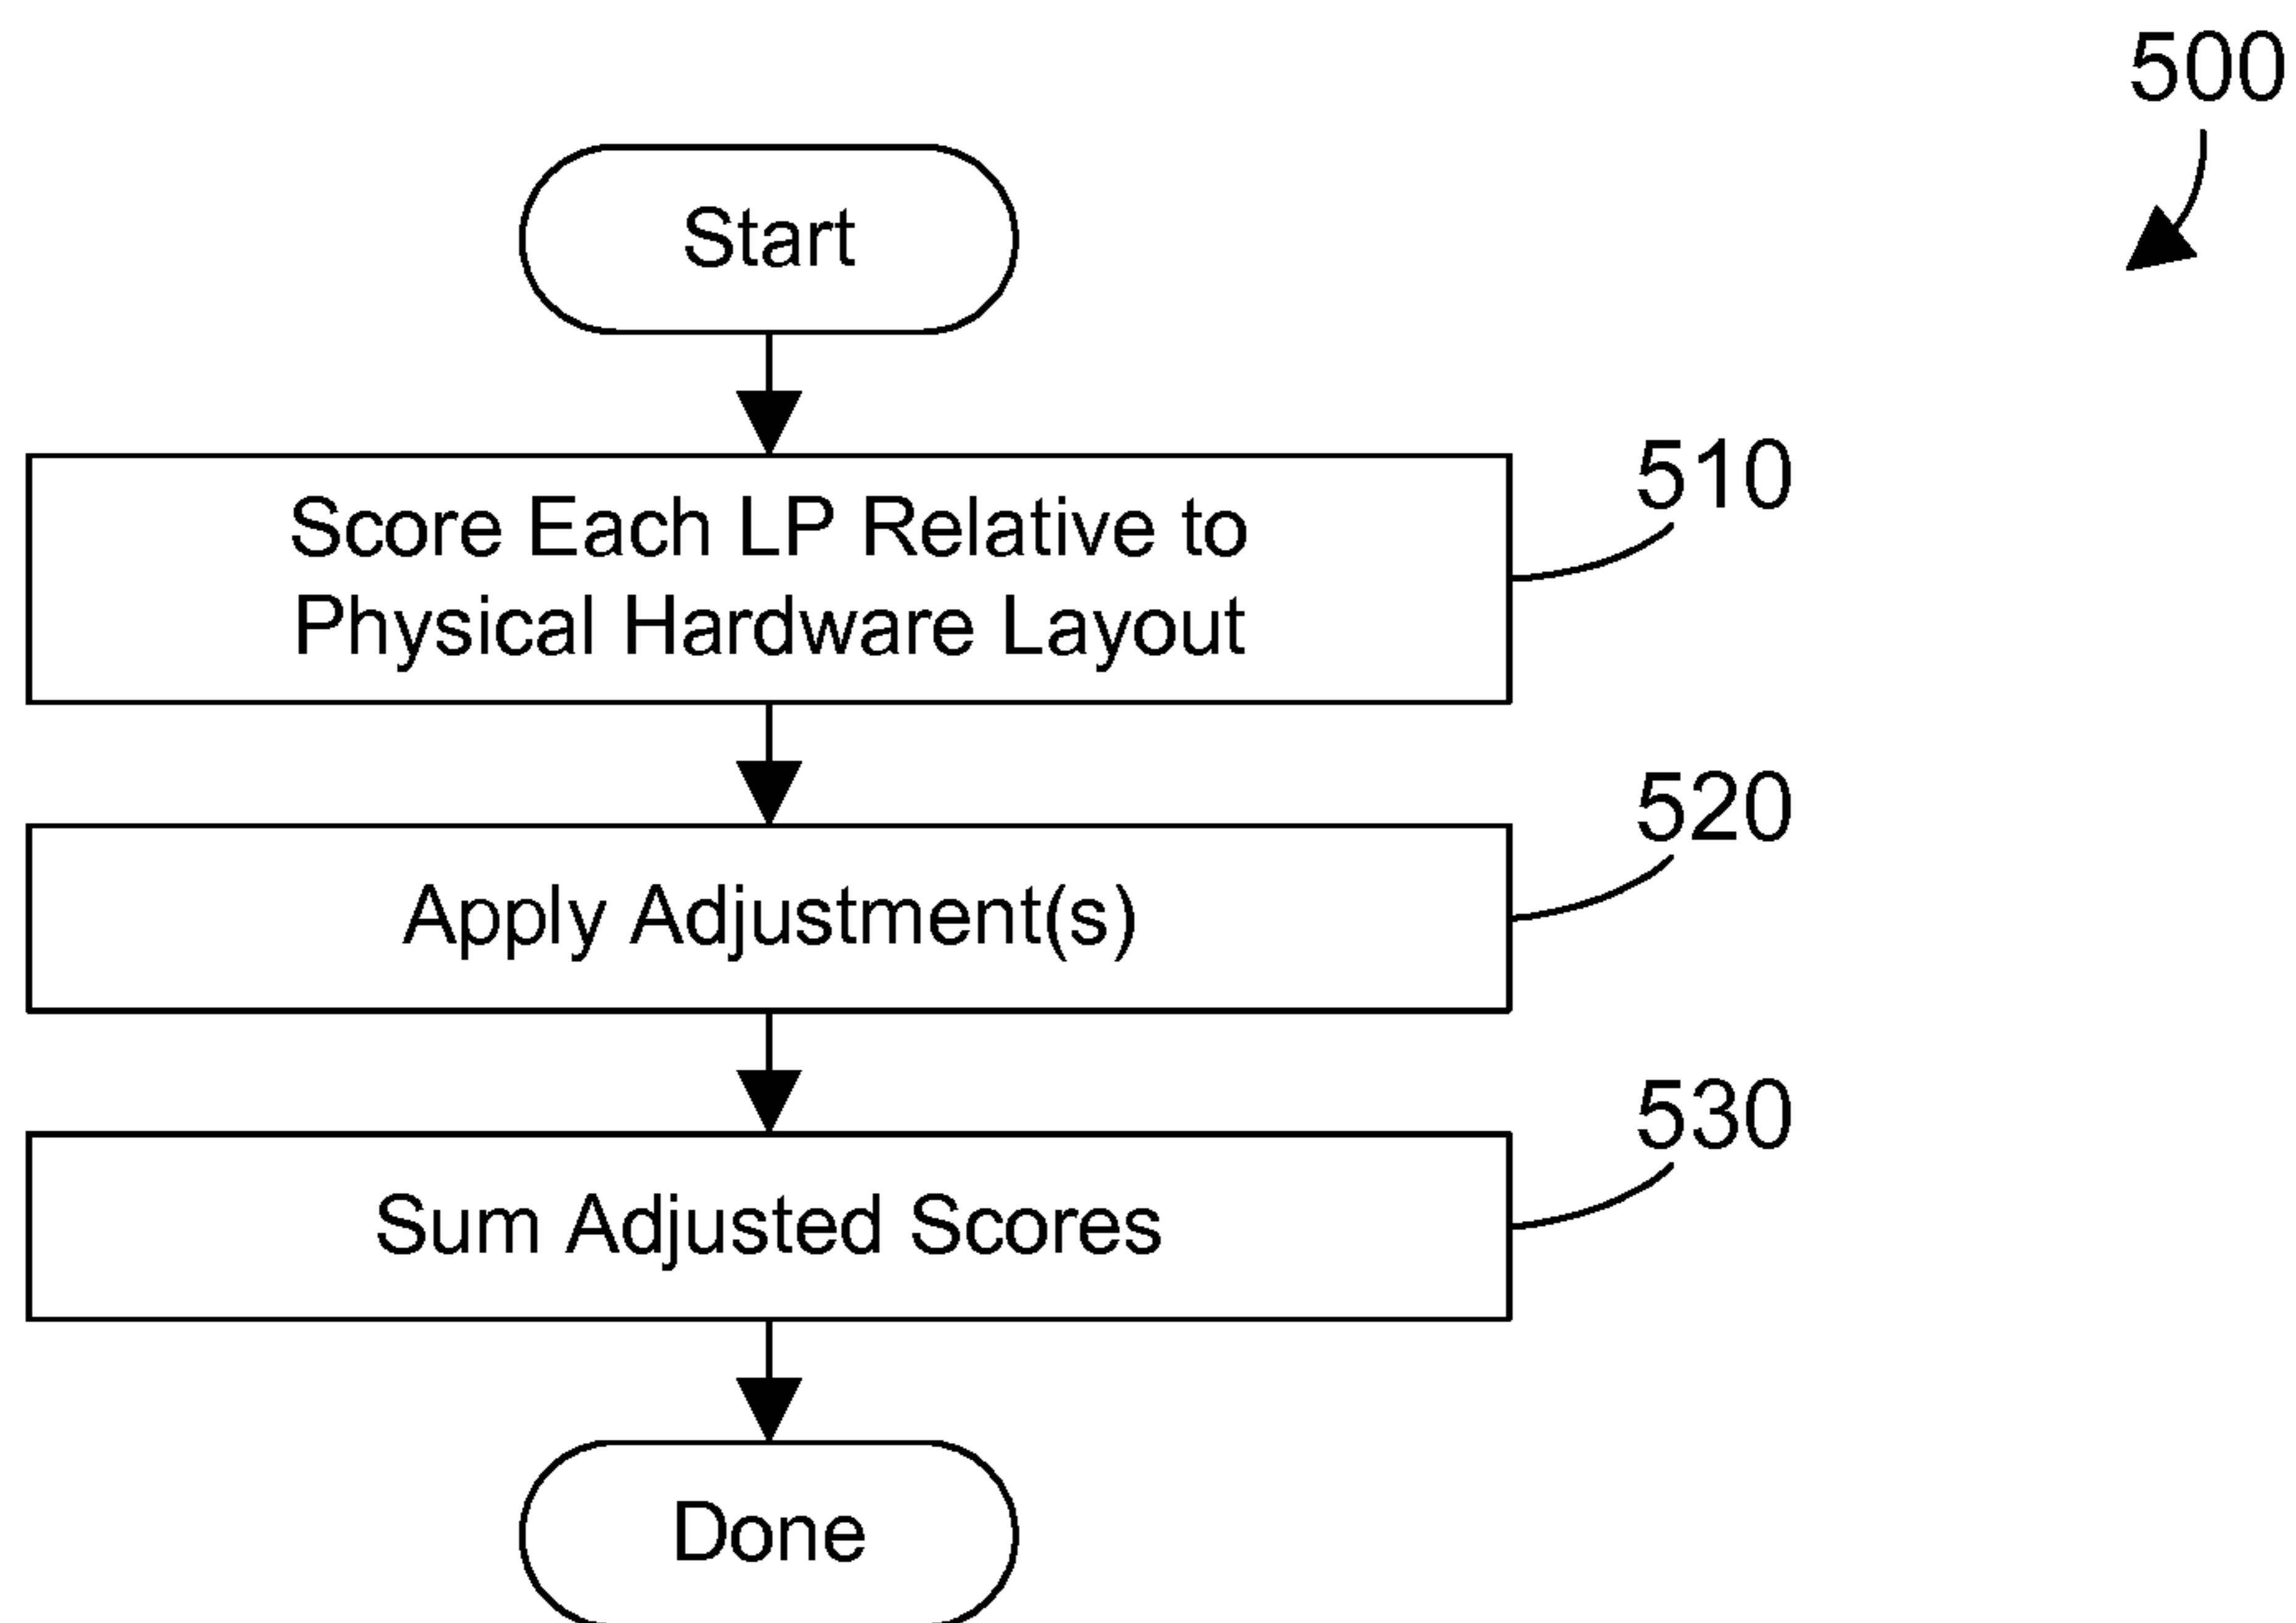 500
Start
510
Score Each LP Relative to
Physical Hardware Layout
520
Apply Adjustment(s)
530
Sum Adjusted Scores
Done